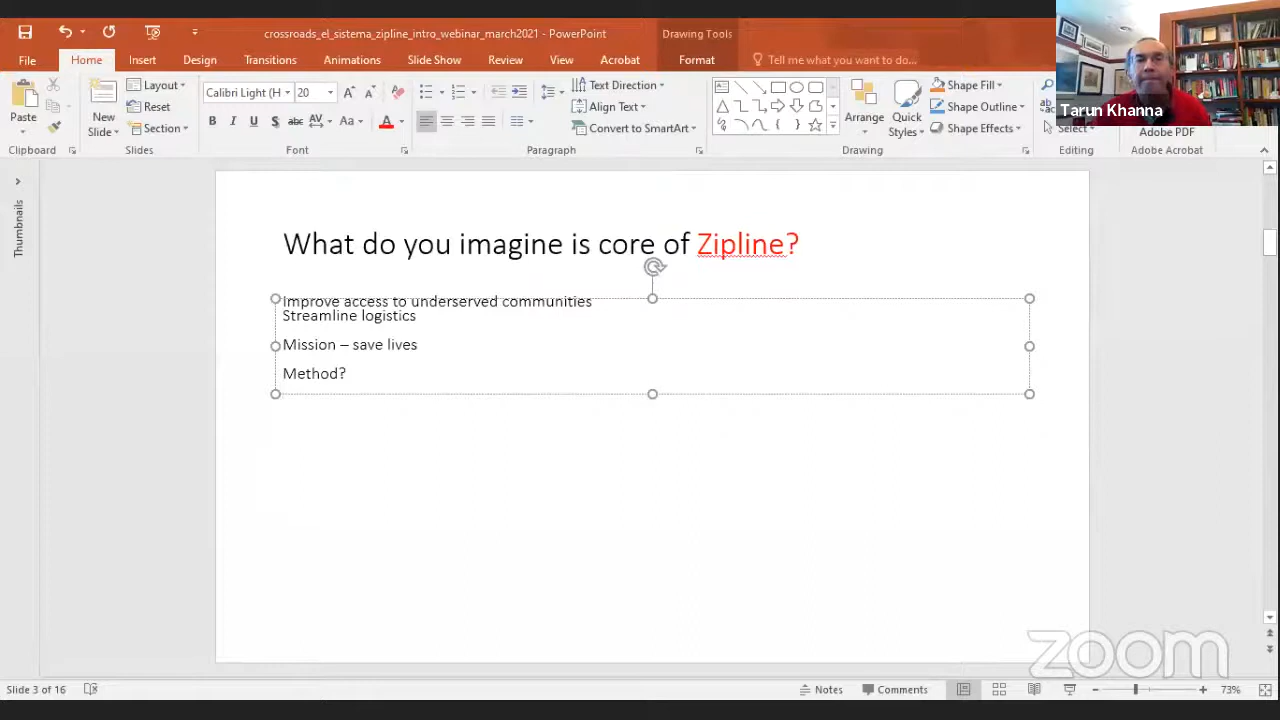 crossroads_el_sistema_zipline_intro_webinar_march2021 - PowerPoint
Drawing Tools
File
Home
Insert
Design
Transitions
Animations
Slide Show
Review
View
Acrobat
Format
Tell me what you want to do...
Tarun Khanna
Paste
Clipboard
New
Slide
Layout
Reset
Section
Slides
Calibri Light (H
20
B I U S abc AV Aa A
Font
Text Direction
Align Text
Convert to SmartArt
Paragraph
Arrange
Quick
Styles
Shape Fill
Shape Outline
Shape Effects
Drawing
Select
Editing
Adobe PDF
Adobe Acrobat
Thumbnails
What do you imagine is core of Zipline?
Improve access to underserved communities
Streamline logistics
Mission – save lives
Method?
zoom
Slide 3 of 16
Notes
Comments
73%